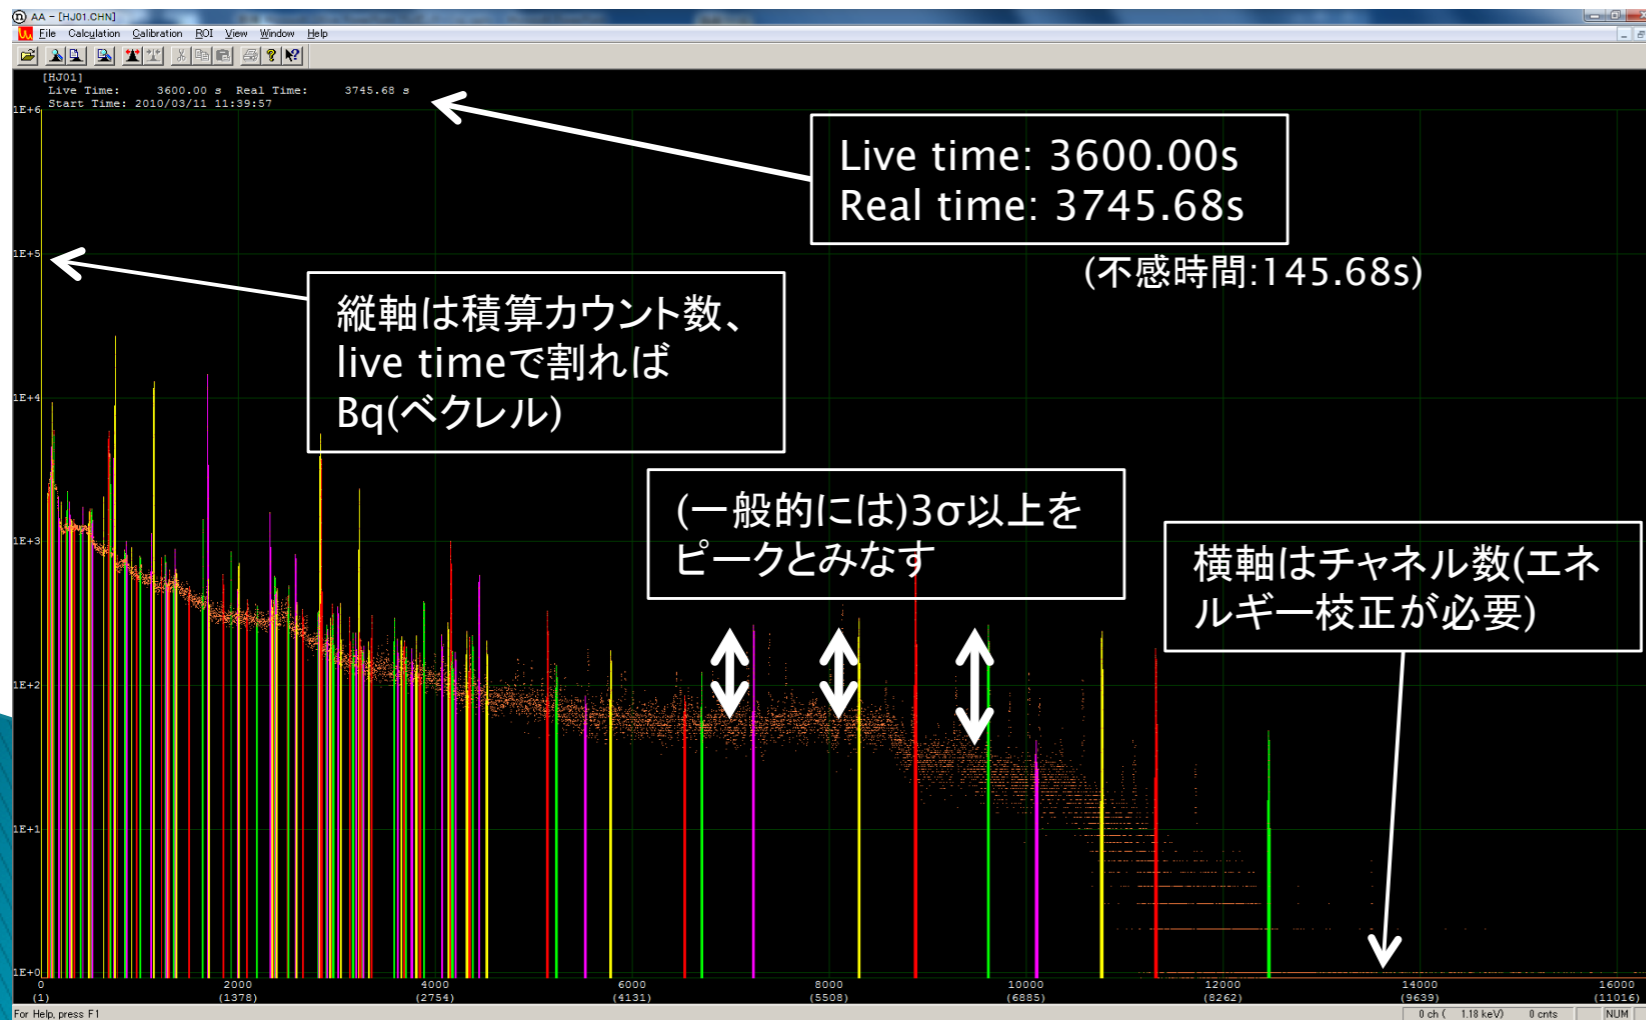 AA - [HJ01.CHN]
File Calculation Calibration ROI View Window Help
[HJ01]
Live Time: 3600.00 s Real Time: 3745.68 s
Start Time: 2010/03/11 11:39:57
Live time: 3600.00s
Real time: 3745.68s
(不感時間:145.68s)
縦軸は積算カウント数、
live timeで割れば
Bq(ベクレル)
(一般的には)3σ以上を
ピークとみなす
横軸はチャネル数(エネ
ルギー校正が必要)
1E+6
1E+5
1E+4
1E+3
1E+2
1E+1
1E+0
0 2000 4000 6000 8000 10000 12000 14000 16000
(1) (1378) (2754) (4131) (5508) (6885) (8262) (9639) (11016)
For Help, press F1
0 ch ( 1.18 keV) 0 cnts NUM